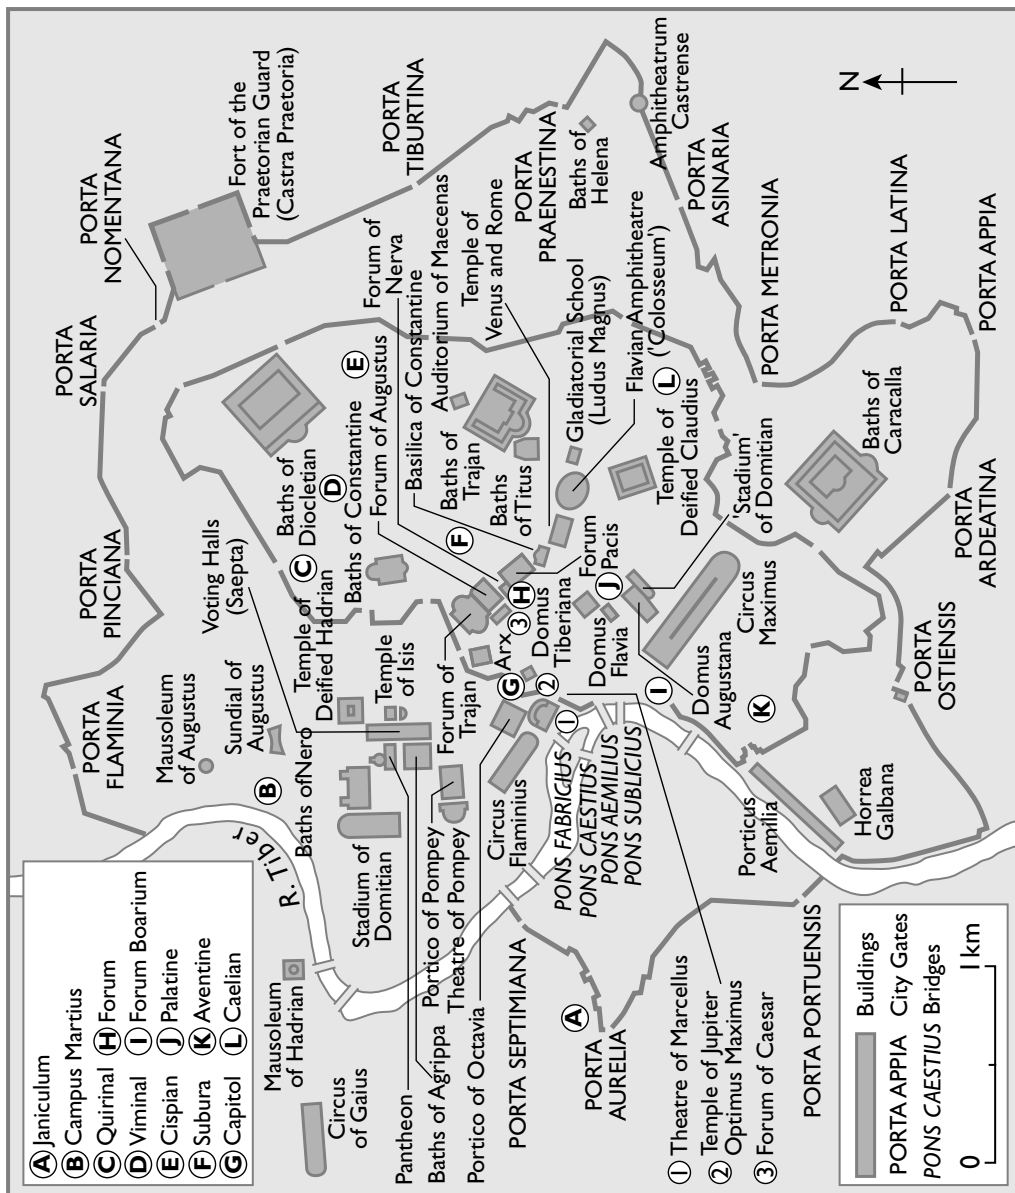 A Janiculum
B Campus Martius
C Quirinal
D Viminal
E Cispian
F Subura
G Capitol
H Forum
I Forum Boarium
J Palatine
K Aventine
L Caelian
PORTA
NOMENTANA
Fort of the
Praetorian Guard
(Castra Praetoria)
PORTA
TIBURTINA
PORTA
SALARIA
PORTA
PINCIANA
PORTA
FLAMINIA
Voting Halls
(Saepta)
Mausoleum
of Augustus
Sundial of
Augustus
Temple of
Deified Hadrian
Baths of Nero
B
R. Tiber
C
Baths of
Diocletian
D
Baths of Constantine
E
Forum of Augustus
Forum of
Nerva
Basilica of Constantine
Auditorium of Maecenas
Temple of
Venus and Rome
PORTA
PRAENESTINA
Baths of
Helena
Amphitheatrum
Castrense
N
PORTA
ASINARIA
Baths of
Trajan
Baths
of Titus
F
Gladiatorial School
(Ludus Magnus)
Flavian Amphitheatre
('Colosseum')
L
Temple of
Deified Claudius
PORTA METRONIA
PORTA LATINA
PORTA APPIA
Temple
of Isis
Forum of
Trajan
Arx
G
3
H
2
Domus
Tiberiana
Forum
Pacis
J
Domus
Flavia
'Stadium'
of Domitian
Baths of
Caracalla
Circus
Maximus
I
Domus
Augustana
K
PORTA
ARDEATINA
PORTA
OSTIENSIS
Stadium of
Domitian
Mausoleum
of Hadrian
Circus
of Gaius
Pantheon
Baths of Agrippa
Portico of Pompey
Theatre of Pompey
Portico of Octavia
Circus
Flaminius
1
PONS FABRICIUS
PONS CAESTIUS
PONS AEMILIUS
PONS SUBLICIUS
Porticus
Aemilia
Horrea
Galbana
PORTA SEPTIMIANA
A
PORTA
AURELIA
PORTA PORTUENSIS
1 Theatre of Marcellus
2 Temple of Jupiter
Optimus Maximus
3 Forum of Caesar
Buildings
PORTA APPIA City Gates
PONS CAESTIUS Bridges
0 1km